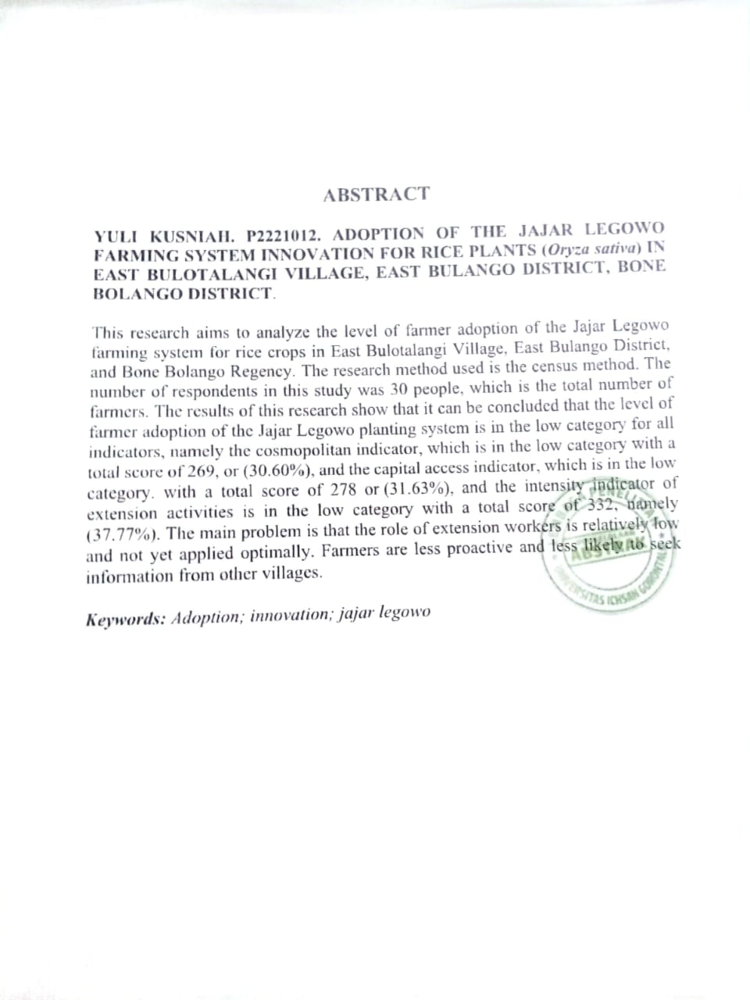 ABSTRACT
YULI KUSNIAH. P2221012. ADOPTION OF THE JAJAR LEGOWO
FARMING SYSTEM INNOVATION FOR RICE PLANTS (Oryza sativa) IN
EAST BULOTALANGI VILLAGE, EAST BULANGO DISTRICT, BONE
BOLANGO DISTRICT.
This research aims to analyze the level of farmer adoption of the Jajar Legowo
farming system for rice crops in East Bulotalangi Village, East Bulango District,
and Bone Bolango Regency. The research method used is the census method. The
number of respondents in this study was 30 people, which is the total number of
farmers. The results of this research show that it can be concluded that the level of
farmer adoption of the Jajar Legowo planting system is in the low category for all
indicators, namely the cosmopolitan indicator, which is in the low category with a
total score of 269, or (30.60%), and the capital access indicator, which is in the low
category. with a total score of 278 or (31.63%), and the intensity indicator of
extension activities is in the low category with a total score of 332, namely
(37.77%). The main problem is that the role of extension workers is relatively low
and not yet applied optimally. Farmers are less proactive and less likely to seek
information from other villages.
Keywords: Adoption; innovation; jajar legowo
ABSTRAK
UNIVERSITAS ICHSAN GORONTALO